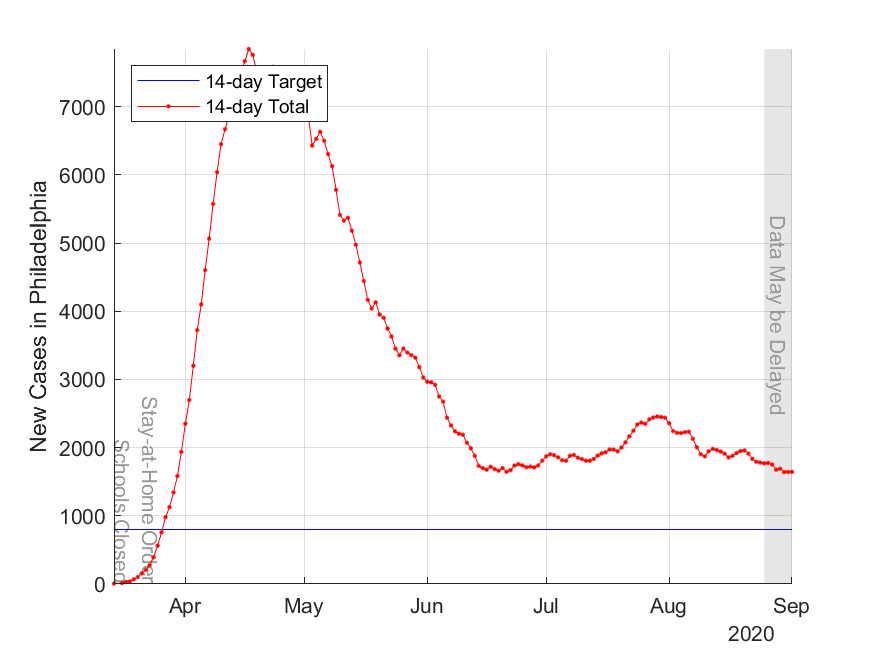 14-day Target
14-day Total
New Cases in Philadelphia
7000
6000
5000
4000
3000
2000
1000
0
Schools Closed
Stay-at-Home Order
Data May be Delayed
Apr
May
Jun
Jul
Aug
Sep
2020